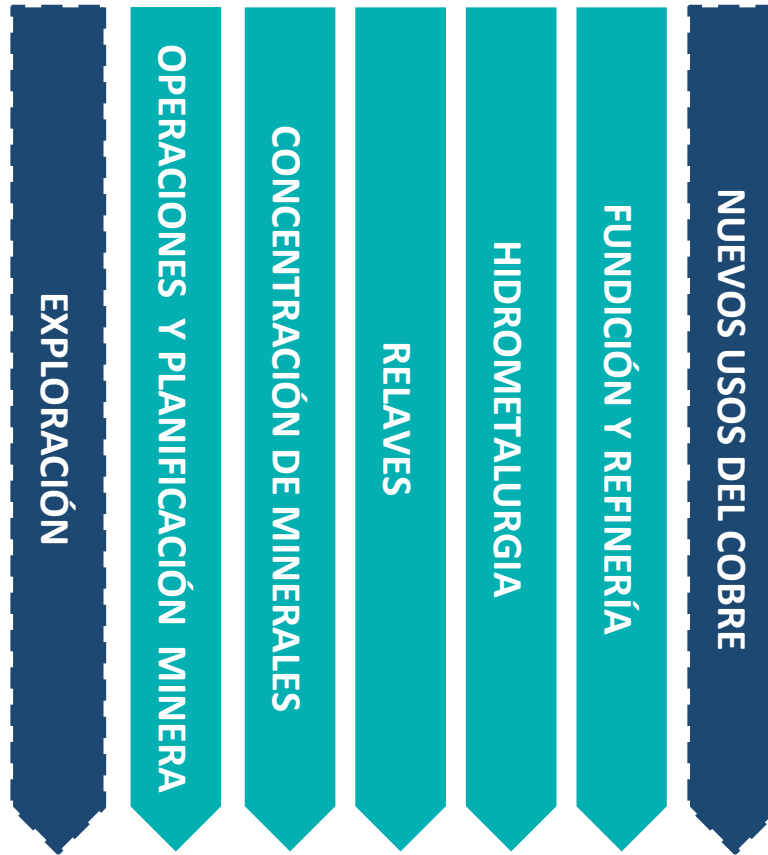 EXPLORACIÓN
OPERACIONES Y PLANIFICACIÓN MINERA
CONCENTRACIÓN DE MINERALES
RELAVES
HIDROMETALURGIA
FUNDICIÓN Y REFINERÍA
NUEVOS USOS DEL COBRE